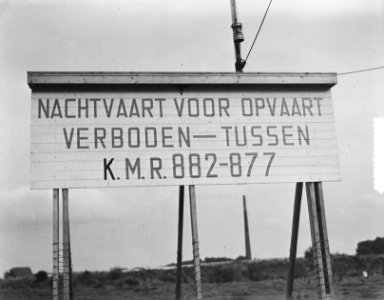 NACHTVAART VOOR OPVAART
VERBODEN—TUSSEN
K.M.R. 882-877